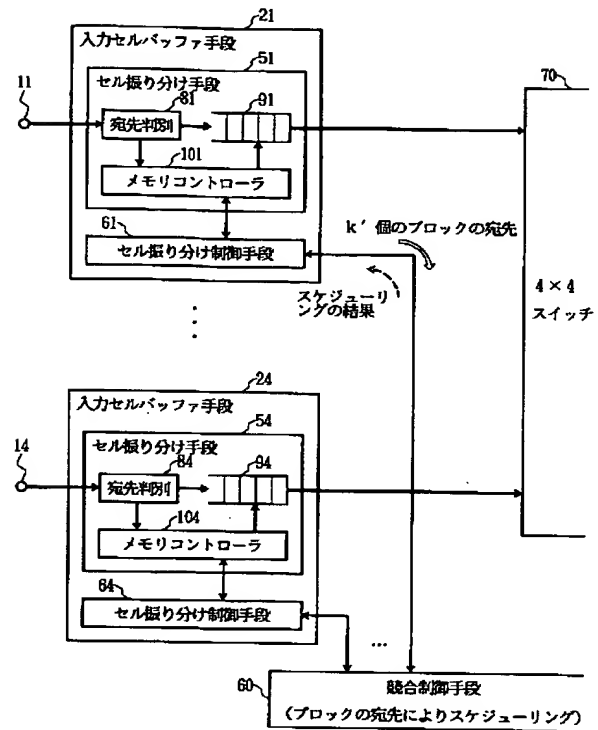 21
入力セルバッファ手段
51
セル振り分け手段
11
81
91
宛先判別
101
メモリコントローラ
61
セル振り分け制御手段
70
k'個のブロックの宛先
スケジューリ
ングの結果
4×4
スイッチ
24
入力セルバッファ手段
54
セル振り分け手段
14
84
94
宛先判別
104
メモリコントローラ
64
セル振り分け制御手段
...
60
競合制御手段
(ブロックの宛先によりスケジューリング)